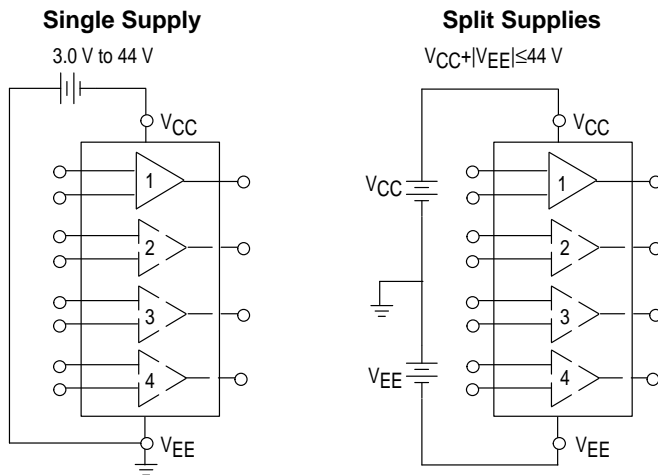 Single Supply
3.0 V to 44 V
VCC
1
2
3
4
VEE
Split Supplies
VCC+|VEE|≤44 V
VCC
VCC
1
2
3
VEE
4
VEE